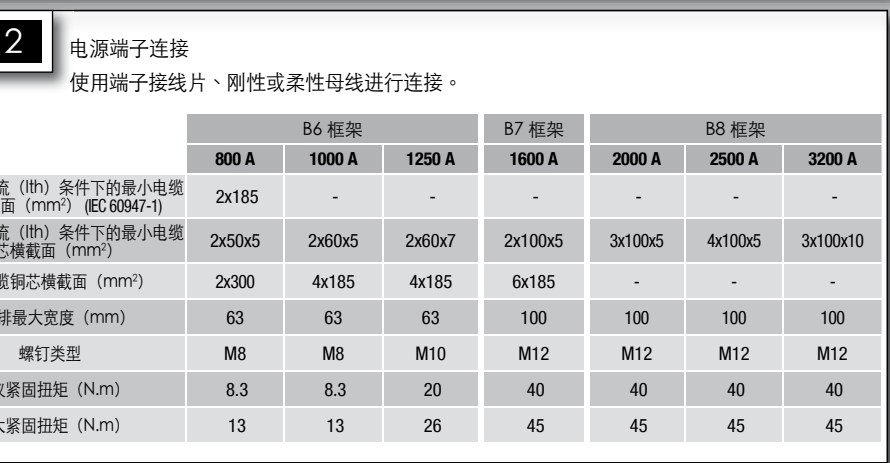 2
电源端子连接
使用端子接线片、刚性或柔性母线进行连接。
B6 框架 B7 框架 B8 框架
800 A 1000 A 1250 A 1600 A 2000 A 2500 A 3200 A
流（Ith）条件下的最小电缆
面（mm²）(IEC 60947-1) 2x185 - - - - - -
流（Ith）条件下的最小电缆
芯横截面（mm²） 2x50x5 2x60x5 2x60x7 2x100x5 3x100x5 4x100x5 3x100x10
缆铜芯横截面（mm²） 2x300 4x185 4x185 6x185 - - -
排最大宽度（mm） 63 63 63 100 100 100 100
螺钉类型 M8 M8 M10 M12 M12 M12 M12
紧固扭矩（N.m） 8.3 8.3 20 40 40 40 40
紧固扭矩（N.m） 13 13 26 45 45 45 45